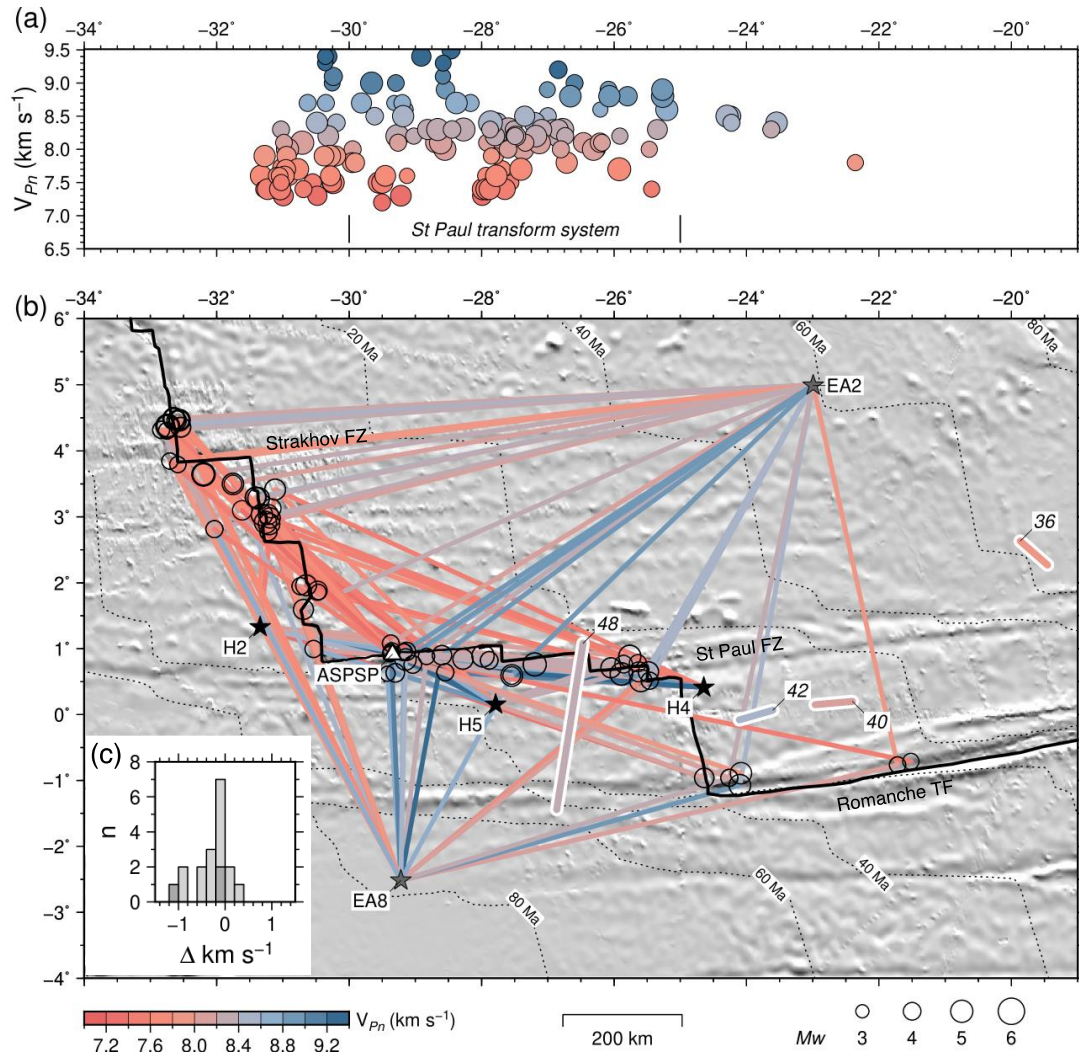 (a)
−34° −32° −30° −28° −26° −24° −22° −20°
9.5
9.0
8.5
8.0
7.5
7.0
6.5
V_Pn (km s⁻¹)
St Paul transform system
(b)
−34° −32° −30° −28° −26° −24° −22° −20°
6°
5°
4°
3°
2°
1°
0°
−1°
−2°
−3°
−4°
20 Ma
40 Ma
60 Ma
80 Ma
EA2
Strakhov FZ
36
H2
48
St Paul FZ
ASPSP
H5
H4
42
40
Romanche TF
EA8
80 Ma
60 Ma
40 Ma
(c)
8
6
4
2
0
n
−1 0 1
Δ km s⁻¹
V_Pn (km s⁻¹)
7.2 7.6 8.0 8.4 8.8 9.2
200 km
Mw 3 4 5 6